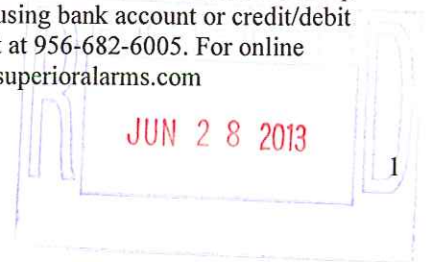 using bank account or credit/debit
at 956-682-6005. For online
superioralarms.com
JUN 2 8 2013
1